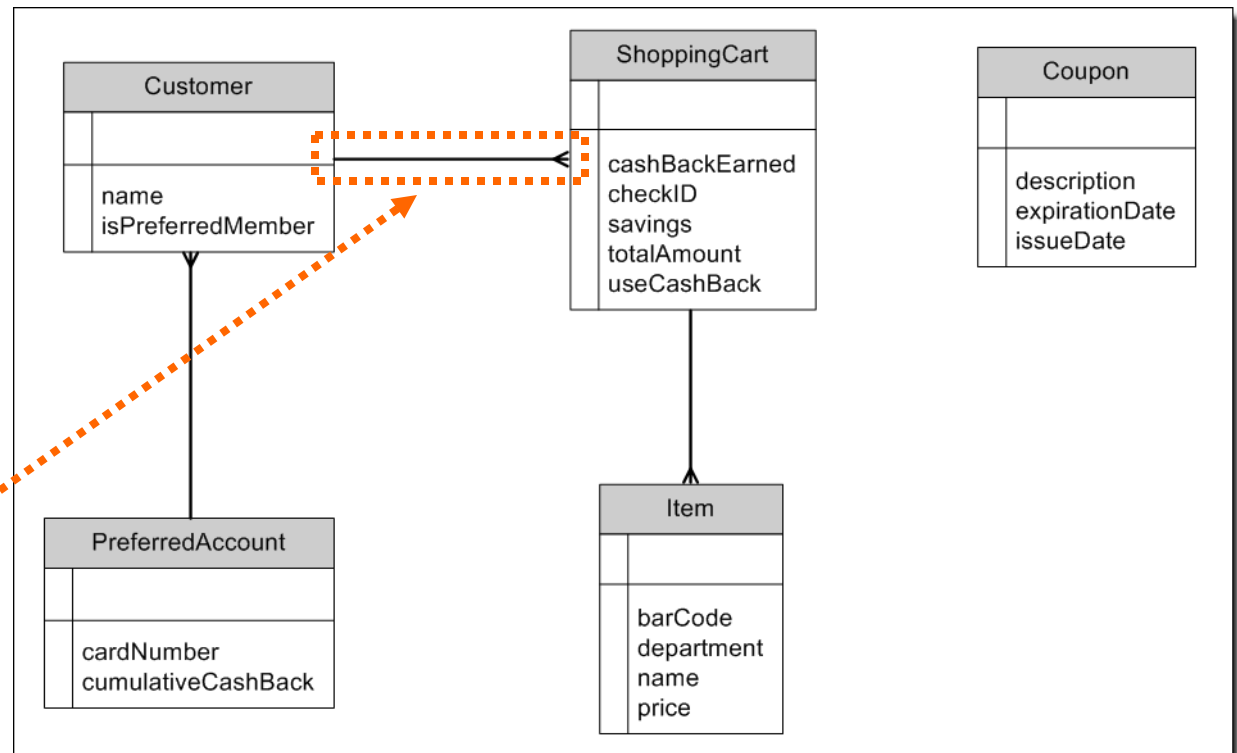 Customer
name
isPreferredMember
ShoppingCart
cashBackEarned
checkID
savings
totalAmount
useCashBack
Coupon
description
expirationDate
issueDate
PreferredAccount
cardNumber
cumulativeCashBack
Item
barCode
department
name
price